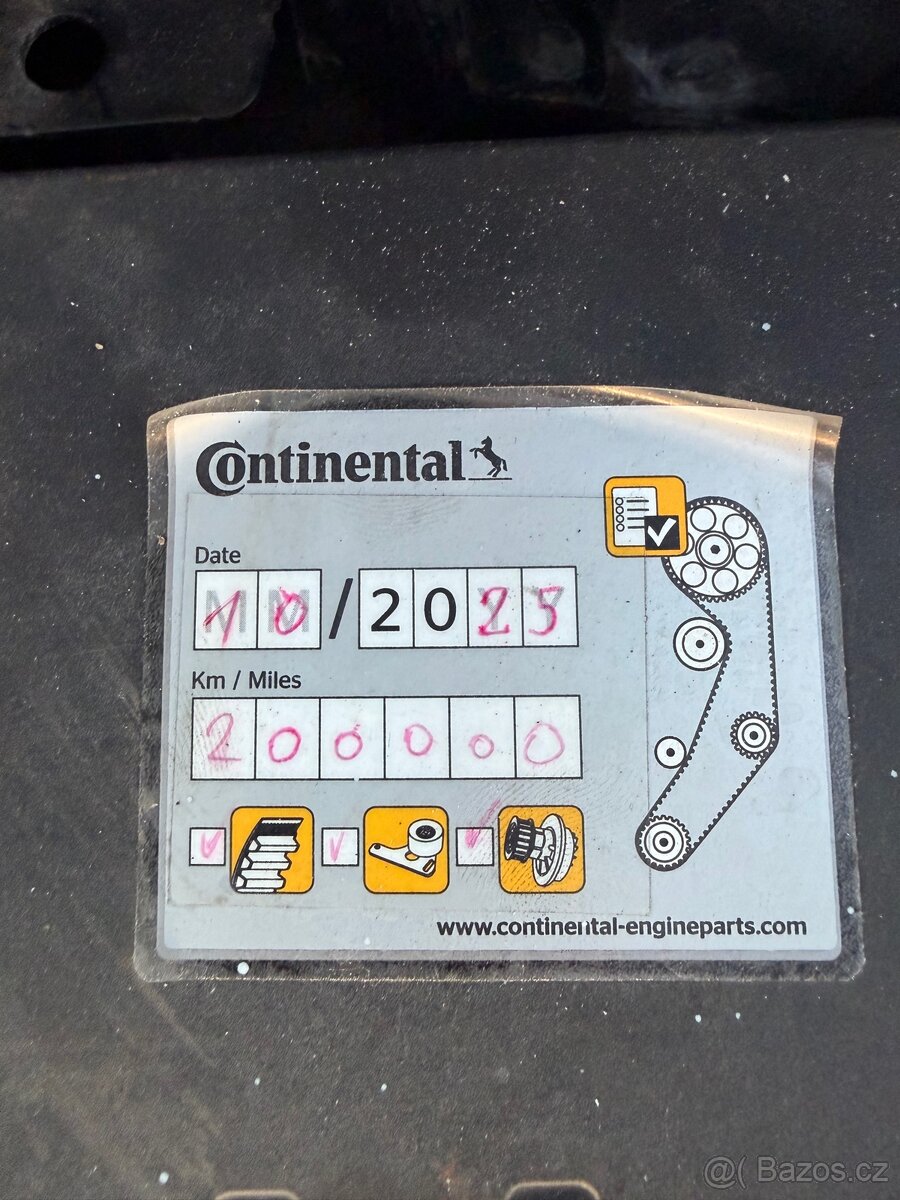 Continental
Date
10/2025
Km / Miles
200000
www.continental-engineparts.com
@( Bazos.cz